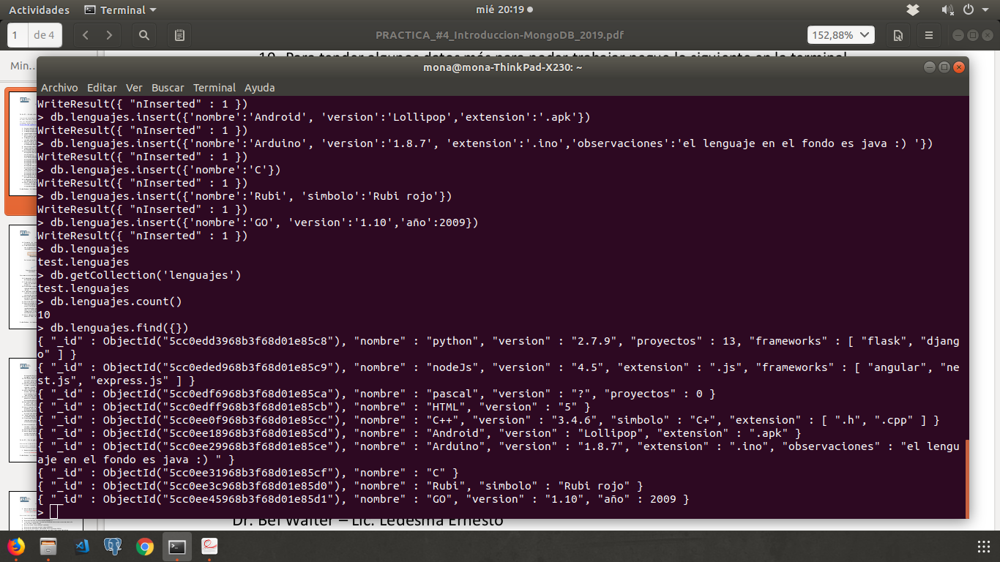 Actividades Terminal mié 20:19
1 de 4 PRACTICA_#4_Introduccion-MongoDB_2019.pdf 152,88%
Min...
mona@mona-ThinkPad-X230: ~
Archivo Editar Ver Buscar Terminal Ayuda
WriteResult({ "nInserted" : 1 })
> db.lenguajes.insert({'nombre':'Android', 'version':'Lollipop','extension':'.apk'})
WriteResult({ "nInserted" : 1 })
> db.lenguajes.insert({'nombre':'Arduino', 'version':'1.8.7', 'extension':'.ino','observaciones':'el lenguaje en el fondo es java :) '})
WriteResult({ "nInserted" : 1 })
> db.lenguajes.insert({'nombre':'C'})
WriteResult({ "nInserted" : 1 })
> db.lenguajes.insert({'nombre':'Rubi', 'simbolo':'Rubi rojo'})
WriteResult({ "nInserted" : 1 })
> db.lenguajes.insert({'nombre':'GO', 'version':'1.10','año':2009})
WriteResult({ "nInserted" : 1 })
> db.lenguajes
test.lenguajes
> db.getCollection('lenguajes')
test.lenguajes
> db.lenguajes.count()
10
> db.lenguajes.find({})
{ "_id" : ObjectId("5cc0edd3968b3f68d01e85c8"), "nombre" : "python", "version" : "2.7.9", "proyectos" : 13, "frameworks" : [ "flask", "djang
o" ] }
{ "_id" : ObjectId("5cc0eded968b3f68d01e85c9"), "nombre" : "nodeJs", "version" : "4.5", "extension" : ".js", "frameworks" : [ "angular", "ne
st.js", "express.js" ] }
{ "_id" : ObjectId("5cc0edf6968b3f68d01e85ca"), "nombre" : "pascal", "version" : "?", "proyectos" : 0 }
{ "_id" : ObjectId("5cc0edff968b3f68d01e85cb"), "nombre" : "HTML", "version" : "5" }
{ "_id" : ObjectId("5cc0ee0f968b3f68d01e85cc"), "nombre" : "C++", "version" : "3.4.6", "simbolo" : "C+", "extension" : [ ".h", ".cpp" ] }
{ "_id" : ObjectId("5cc0ee18968b3f68d01e85cd"), "nombre" : "Android", "version" : "Lollipop", "extension" : ".apk" }
{ "_id" : ObjectId("5cc0ee29968b3f68d01e85ce"), "nombre" : "Arduino", "version" : "1.8.7", "extension" : ".ino", "observaciones" : "el lengu
aje en el fondo es java :) " }
{ "_id" : ObjectId("5cc0ee31968b3f68d01e85cf"), "nombre" : "C" }
{ "_id" : ObjectId("5cc0ee3c968b3f68d01e85d0"), "nombre" : "Rubi", "simbolo" : "Rubi rojo" }
{ "_id" : ObjectId("5cc0ee45968b3f68d01e85d1"), "nombre" : "GO", "version" : "1.10", "año" : 2009 }
>
Dr. Bel Walter – Lic. Ledesma Ernesto